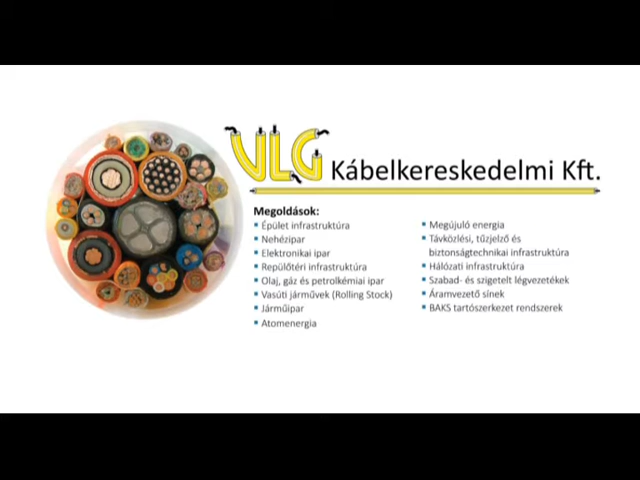 VLG Kábelkereskedelmi Kft.
Megoldások:
Épület infrastruktúra
Nehézipar
Elektronikai ipar
Repülőtéri infrastruktúra
Olaj, gáz és petrolkémiai ipar
Vasúti járművek (Rolling Stock)
Járműipar
Atomenergia
Megújuló energia
Távközlési, tűzjelző és
biztonságtechnikai infrastruktúra
Hálózati infrastruktúra
Szabad- és szigetelt légvezetékek
Áramvezető sínek
BAKS tartószerkezet rendszerek